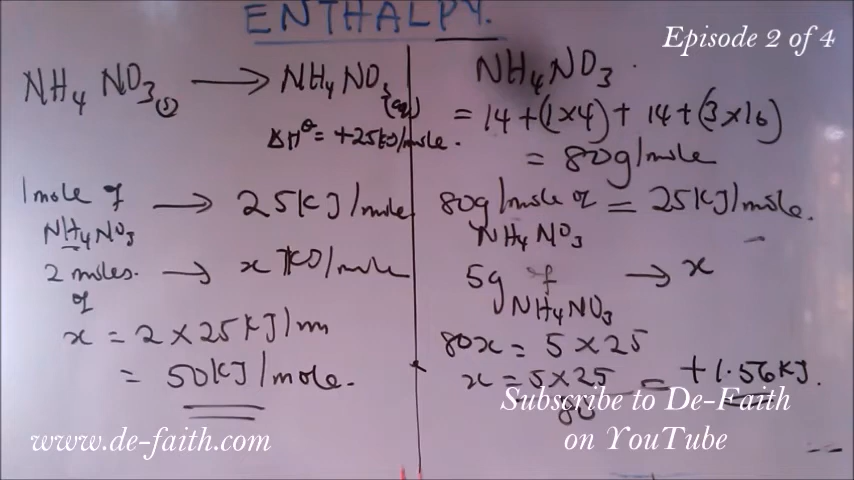 ENTHALPY.
Episode 2 of 4
NH₄NO₃(s) → NH₄NO₃(aq)
ΔH^θ = +25KJ/mole.
1 mole of NH₄NO₃ → 25KJ/mole
2 moles. of → x KJ/mole
x = 2 × 25KJ/m
= 50KJ/mole.
NH₄NO₃.
= 14 + (1×4) + 14 + (3×16)
= 80g/mole
80g/mole of NH₄NO₃ = 25KJ/mole.
5g of NH₄NO₃ → x
80x = 5 × 25
x = 5×25/80 = +1.56KJ.
Subscribe to De-Faith
on YouTube
www.de-faith.com